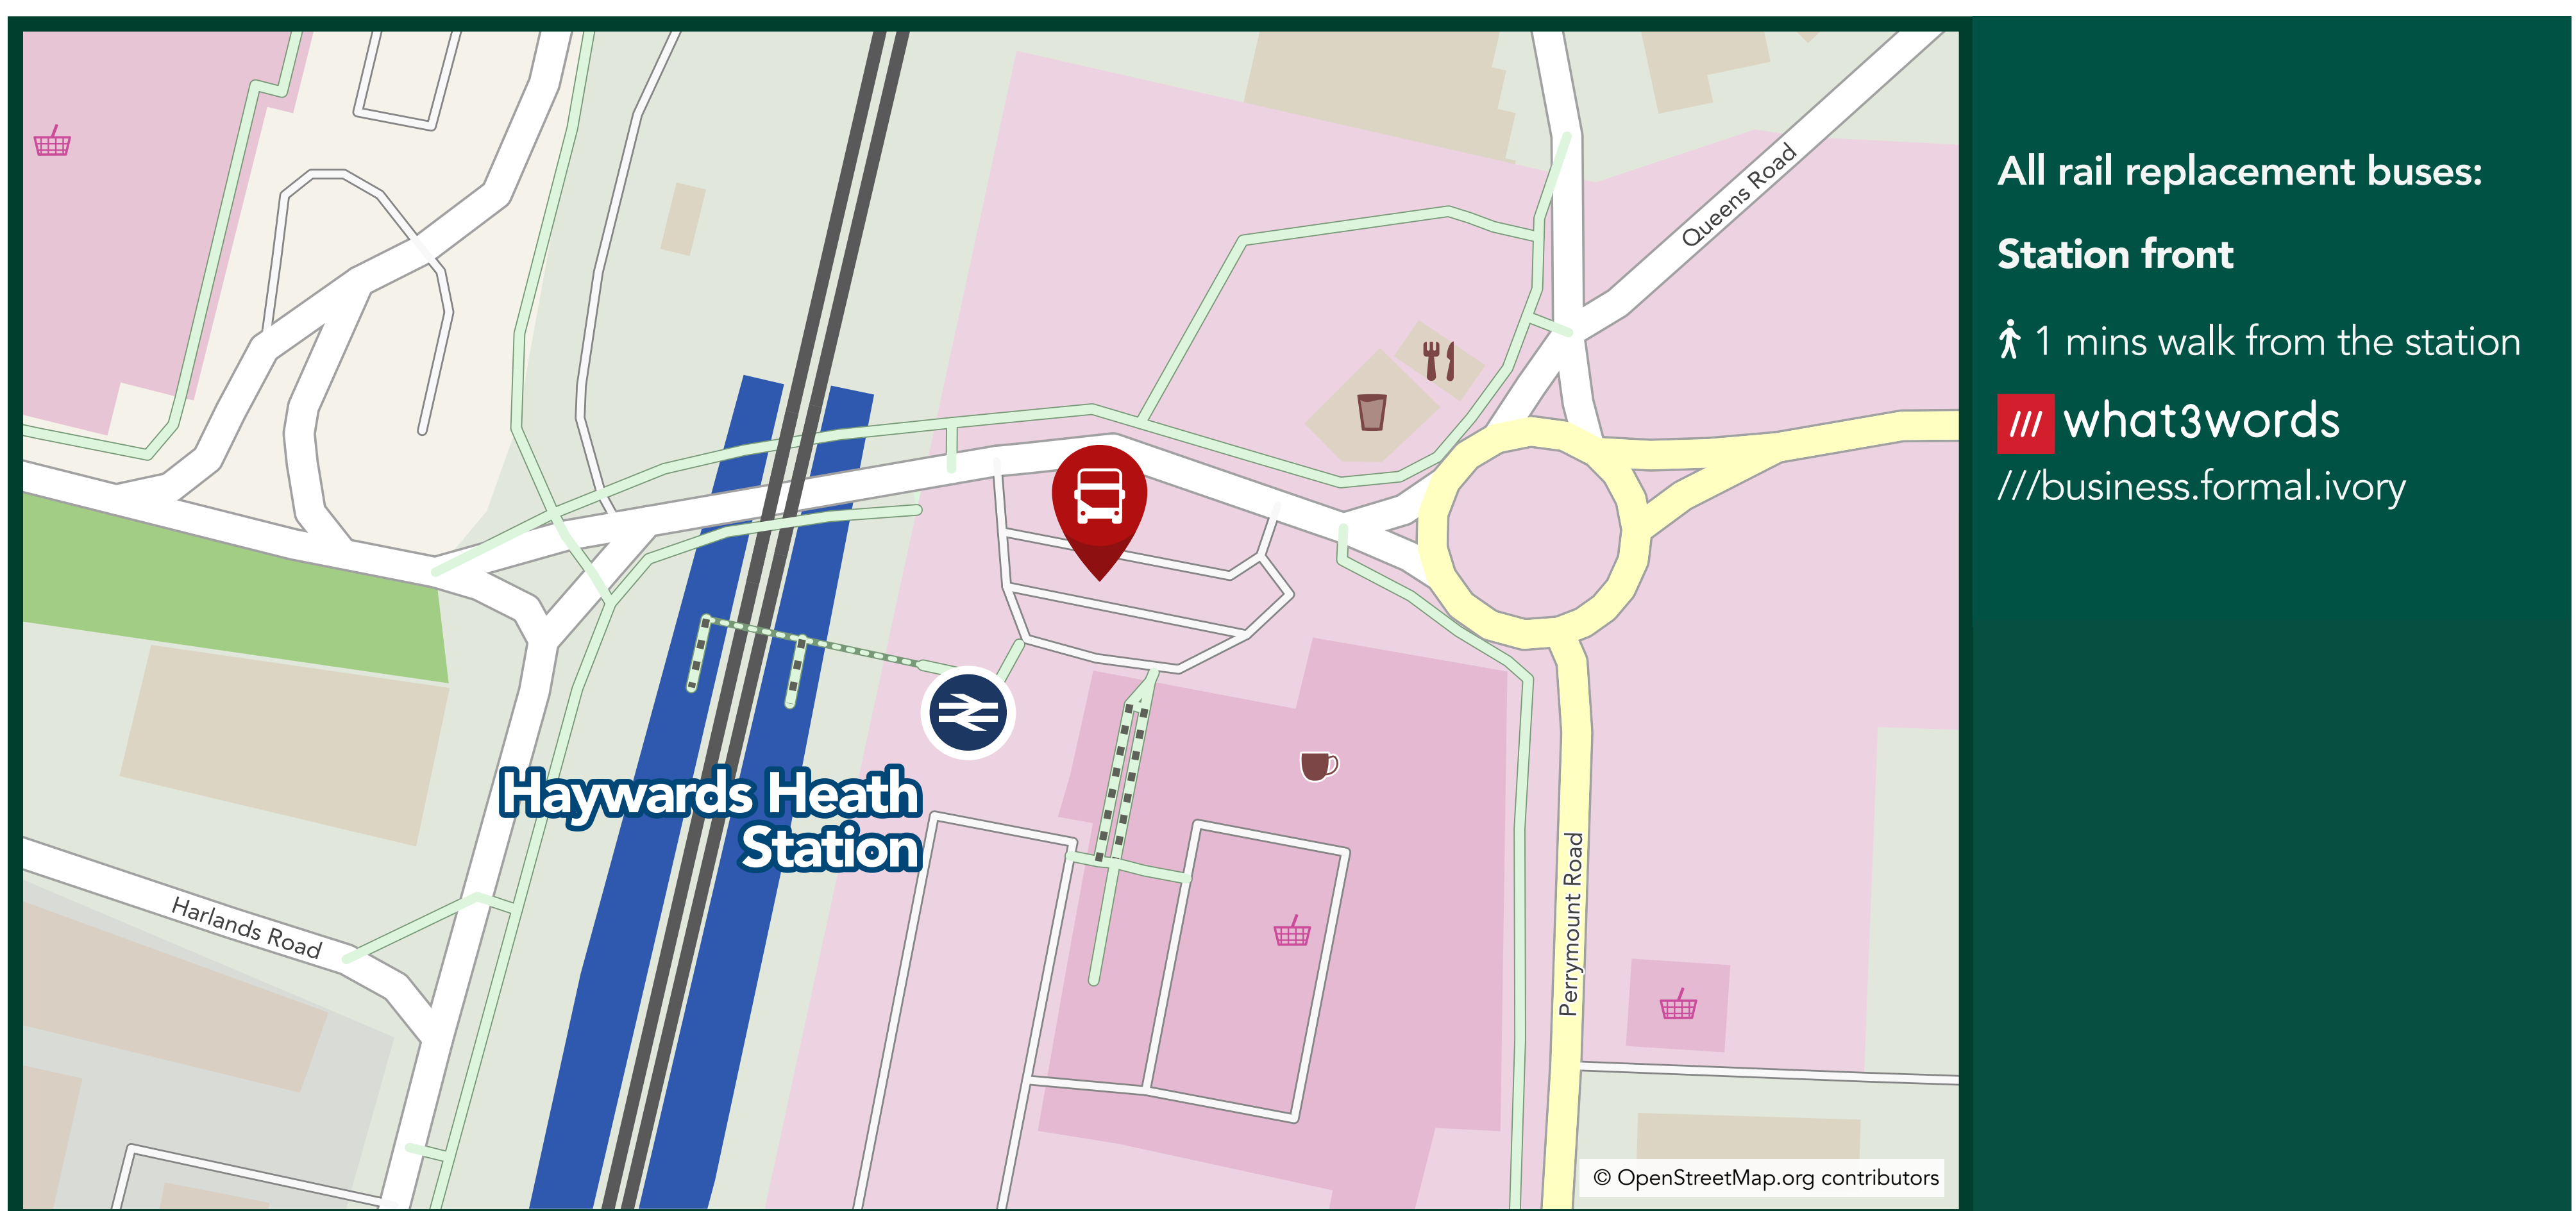 Queens Road
Haywards Heath
Station
Harlands Road
Perrymount Road
© OpenStreetMap.org contributors
All rail replacement buses:
Station front
1 mins walk from the station
/// what3words
///business.formal.ivory